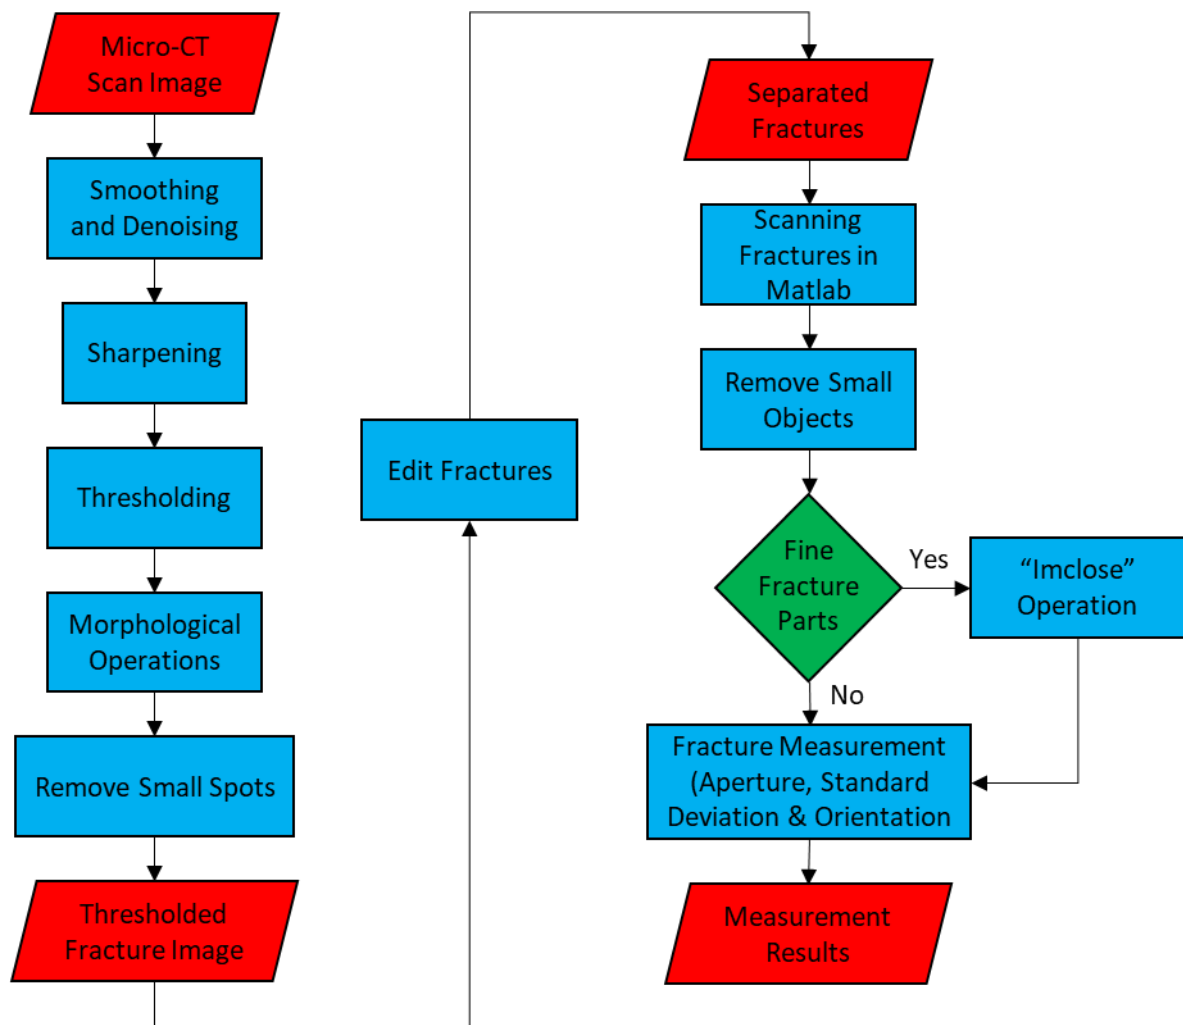 Micro-CT
Scan Image
Smoothing
and Denoising
Sharpening
Thresholding
Morphological
Operations
Remove Small Spots
Thresholded
Fracture Image
Edit Fractures
Separated
Fractures
Scanning
Fractures in
Matlab
Remove Small
Objects
Fine
Fracture
Parts
Yes
“Imclose”
Operation
No
Fracture Measurement
(Aperture, Standard
Deviation & Orientation
Measurement
Results